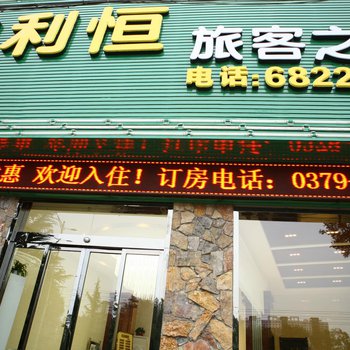 利恒
旅客之
电话:6822
惠 欢迎入住！订房电话：0379-